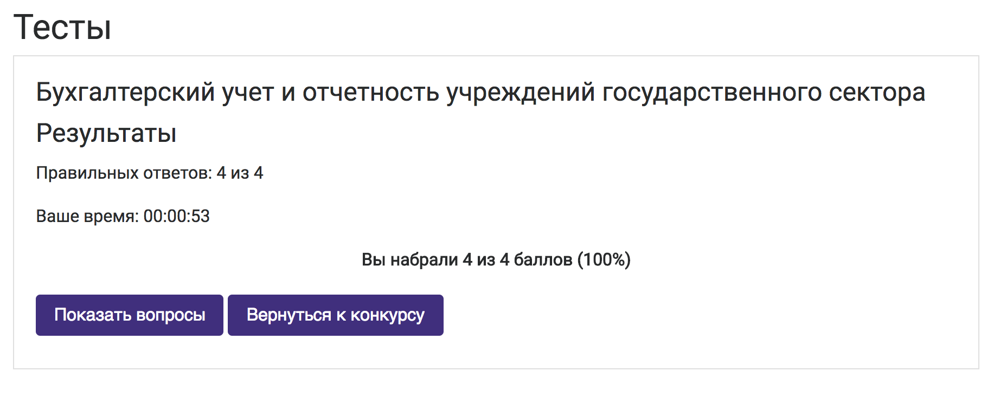 Тесты
Бухгалтерский учет и отчетность учреждений государственного сектора
Результаты
Правильных ответов: 4 из 4
Ваше время: 00:00:53
Вы набрали 4 из 4 баллов (100%)
Показать вопросы Вернуться к конкурсу